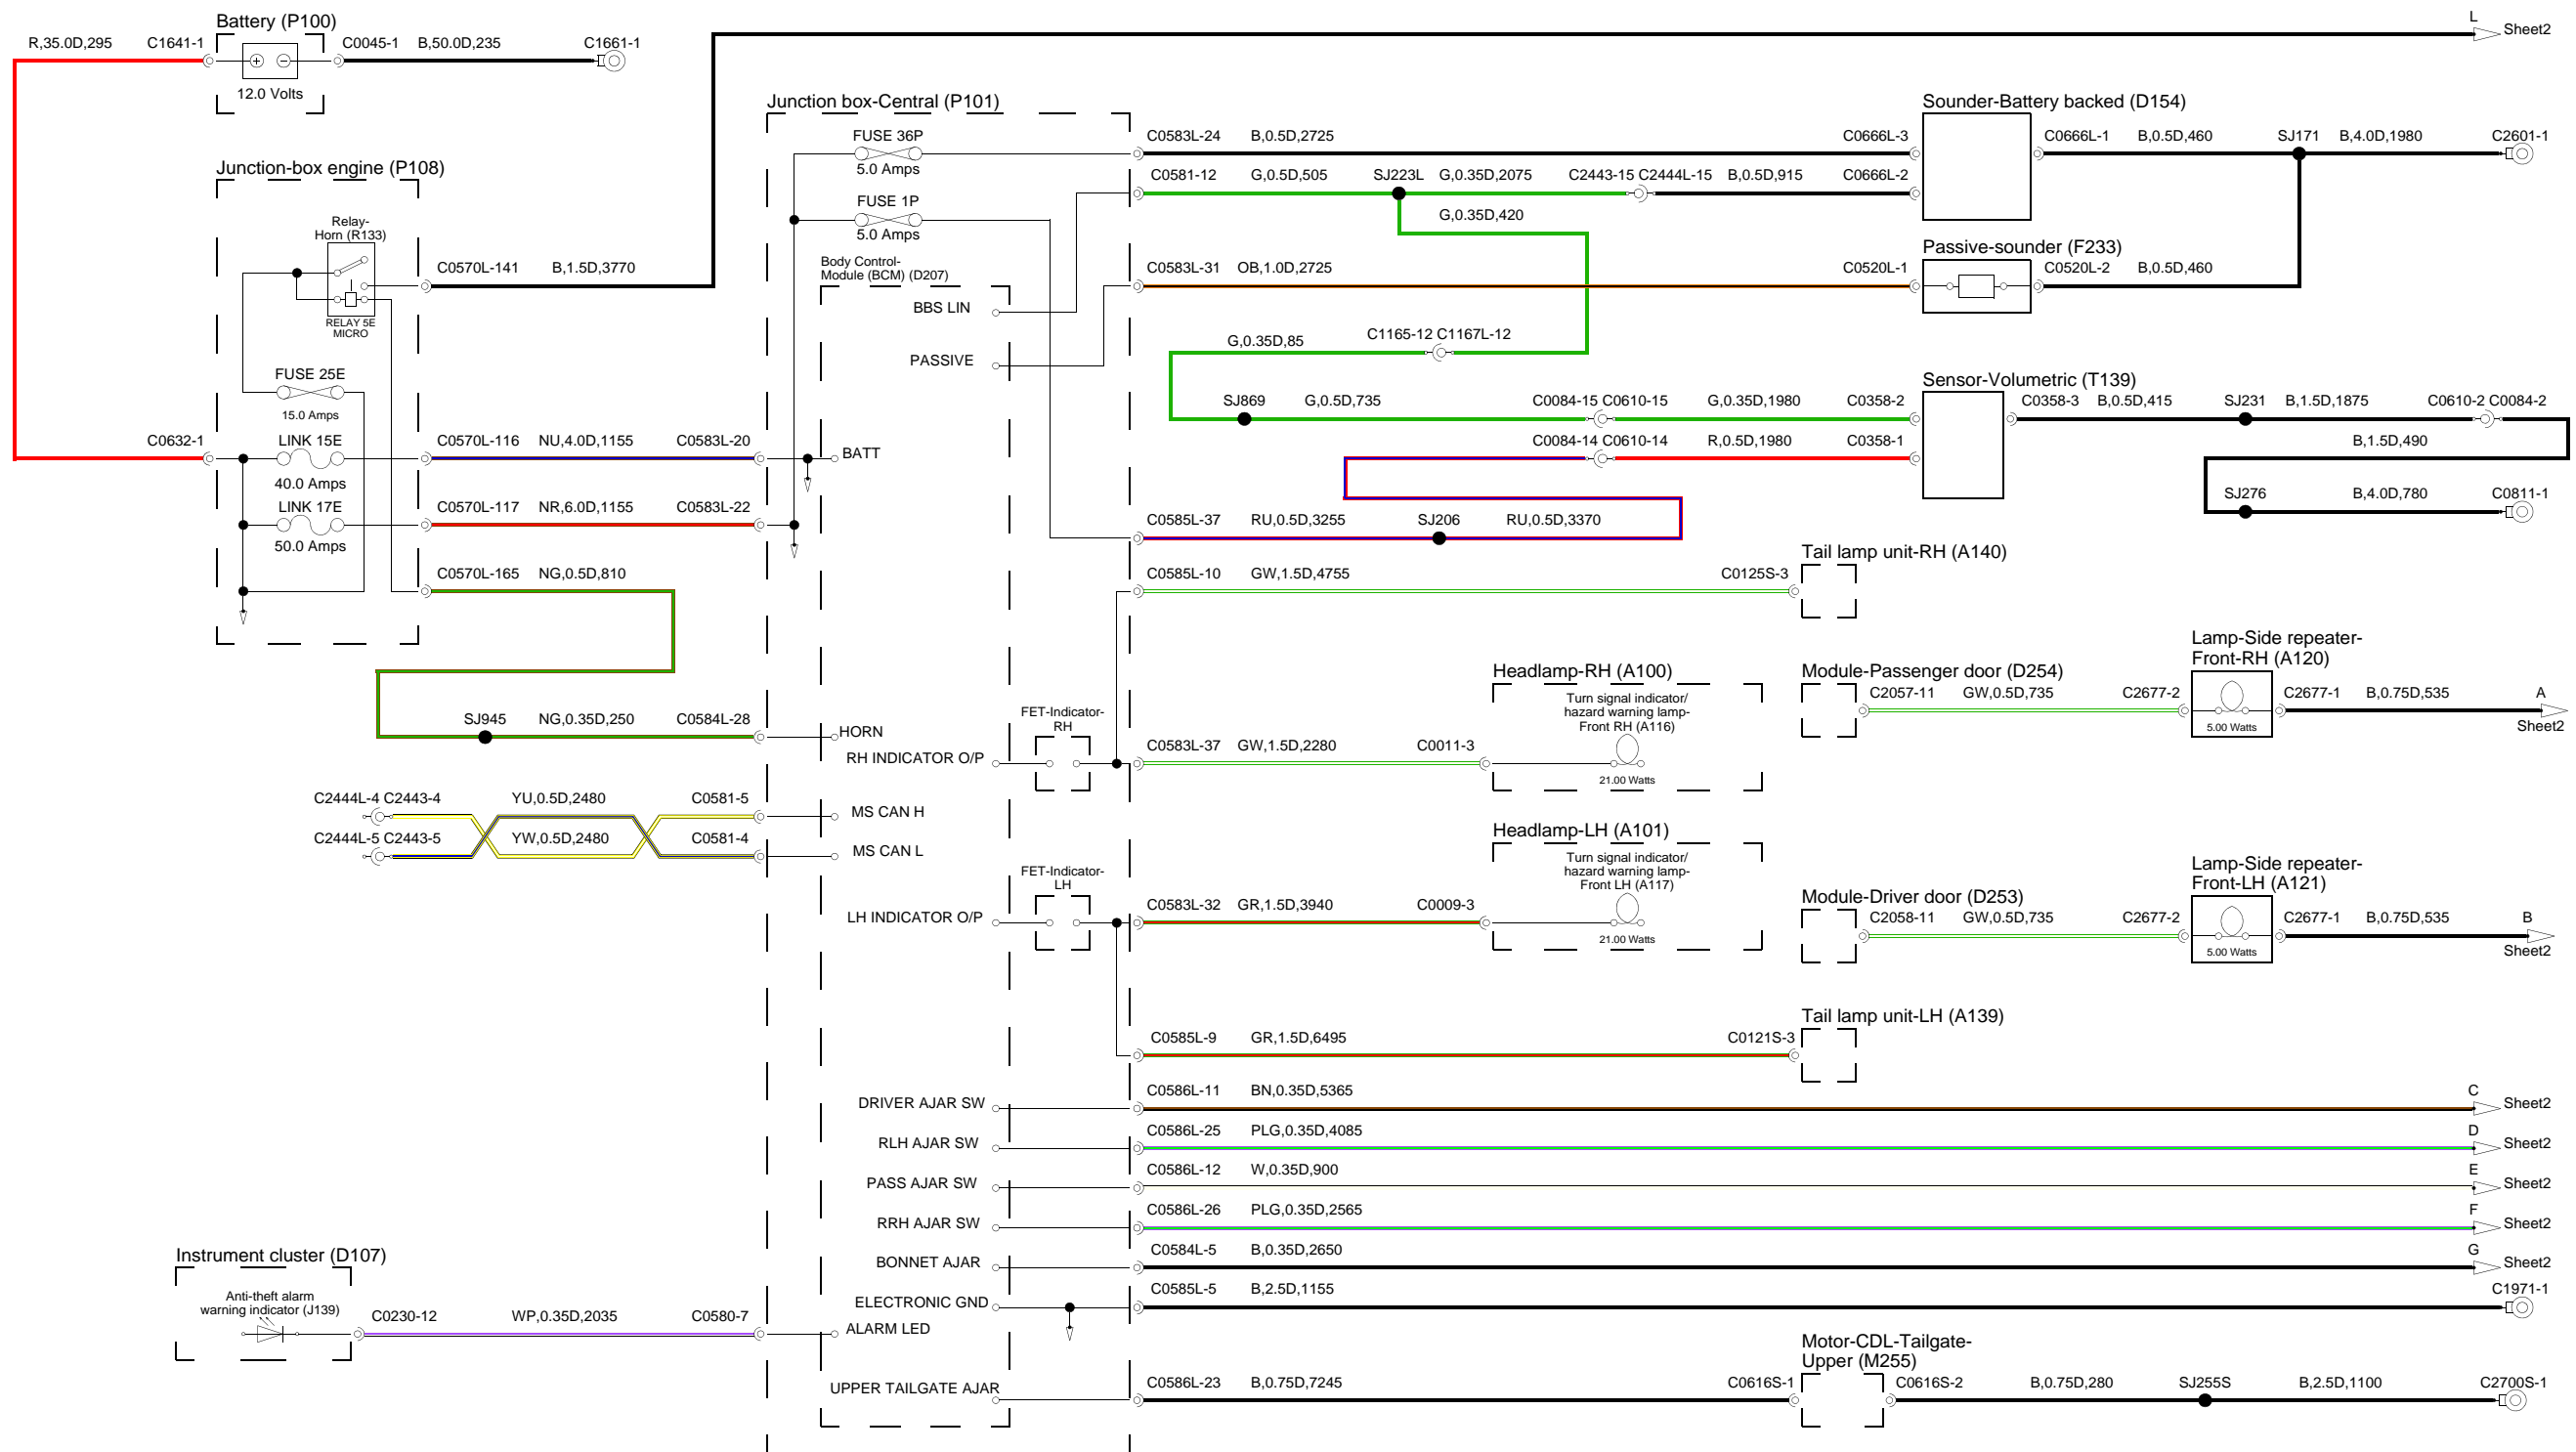 Battery (P100)
R,35.0D,295
C1641-1
C0045-1
B,50.0D,235
C1661-1
12.0 Volts
L
Sheet2
Junction-box engine (P108)
Relay-
Horn (R133)
RELAY 5E
MICRO
FUSE 25E
15.0 Amps
C0632-1
LINK 15E
40.0 Amps
LINK 17E
50.0 Amps
C0570L-141
B,1.5D,3770
C0570L-116
NU,4.0D,1155
C0583L-20
C0570L-117
NR,6.0D,1155
C0583L-22
C0570L-165
NG,0.5D,810
SJ945
NG,0.35D,250
C0584L-28
C2444L-4 C2443-4
YU,0.5D,2480
C0581-5
C2444L-5 C2443-5
YW,0.5D,2480
C0581-4
Instrument cluster (D107)
Anti-theft alarm
warning indicator (J139)
C0230-12
WP,0.35D,2035
C0580-7
Junction box-Central (P101)
FUSE 36P
5.0 Amps
FUSE 1P
5.0 Amps
Body Control-
Module (BCM) (D207)
BBS LIN
PASSIVE
BATT
HORN
RH INDICATOR O/P
MS CAN H
MS CAN L
LH INDICATOR O/P
DRIVER AJAR SW
RLH AJAR SW
PASS AJAR SW
RRH AJAR SW
BONNET AJAR
ELECTRONIC GND
ALARM LED
UPPER TAILGATE AJAR
FET-Indicator-
RH
FET-Indicator-
LH
C0583L-24
B,0.5D,2725
C0666L-3
Sounder-Battery backed (D154)
C0666L-1
B,0.5D,460
SJ171
B,4.0D,1980
C2601-1
C0581-12
G,0.5D,505
SJ223L
G,0.35D,2075
C2443-15 C2444L-15
B,0.5D,915
C0666L-2
G,0.35D,420
Passive-sounder (F233)
C0583L-31
OB,1.0D,2725
C0520L-1
C0520L-2
B,0.5D,460
G,0.35D,85
C1165-12 C1167L-12
Sensor-Volumetric (T139)
SJ869
G,0.5D,735
C0084-15 C0610-15
G,0.35D,1980
C0358-2
C0358-3
B,0.5D,415
SJ231
B,1.5D,1875
C0610-2 C0084-2
C0084-14 C0610-14
R,0.5D,1980
C0358-1
B,1.5D,490
SJ276
B,4.0D,780
C0811-1
C0585L-37
RU,0.5D,3255
SJ206
RU,0.5D,3370
Tail lamp unit-RH (A140)
C0585L-10
GW,1.5D,4755
C0125S-3
Headlamp-RH (A100)
Turn signal indicator/
hazard warning lamp-
Front RH (A116)
21.00 Watts
C0583L-37
GW,1.5D,2280
C0011-3
Module-Passenger door (D254)
C2057-11
GW,0.5D,735
C2677-2
Lamp-Side repeater-
Front-RH (A120)
5.00 Watts
C2677-1
B,0.75D,535
A
Sheet2
Headlamp-LH (A101)
Turn signal indicator/
hazard warning lamp-
Front LH (A117)
21.00 Watts
C0583L-32
GR,1.5D,3940
C0009-3
Module-Driver door (D253)
C2058-11
GW,0.5D,735
C2677-2
Lamp-Side repeater-
Front-LH (A121)
5.00 Watts
C2677-1
B,0.75D,535
B
Sheet2
Tail lamp unit-LH (A139)
C0585L-9
GR,1.5D,6495
C0121S-3
C0586L-11
BN,0.35D,5365
C
Sheet2
C0586L-25
PLG,0.35D,4085
D
Sheet2
C0586L-12
W,0.35D,900
E
Sheet2
C0586L-26
PLG,0.35D,2565
F
Sheet2
C0584L-5
B,0.35D,2650
G
Sheet2
C0585L-5
B,2.5D,1155
C1971-1
Motor-CDL-Tailgate-
Upper (M255)
C0586L-23
B,0.75D,7245
C0616S-1
C0616S-2
B,0.75D,280
SJ255S
B,2.5D,1100
C2700S-1